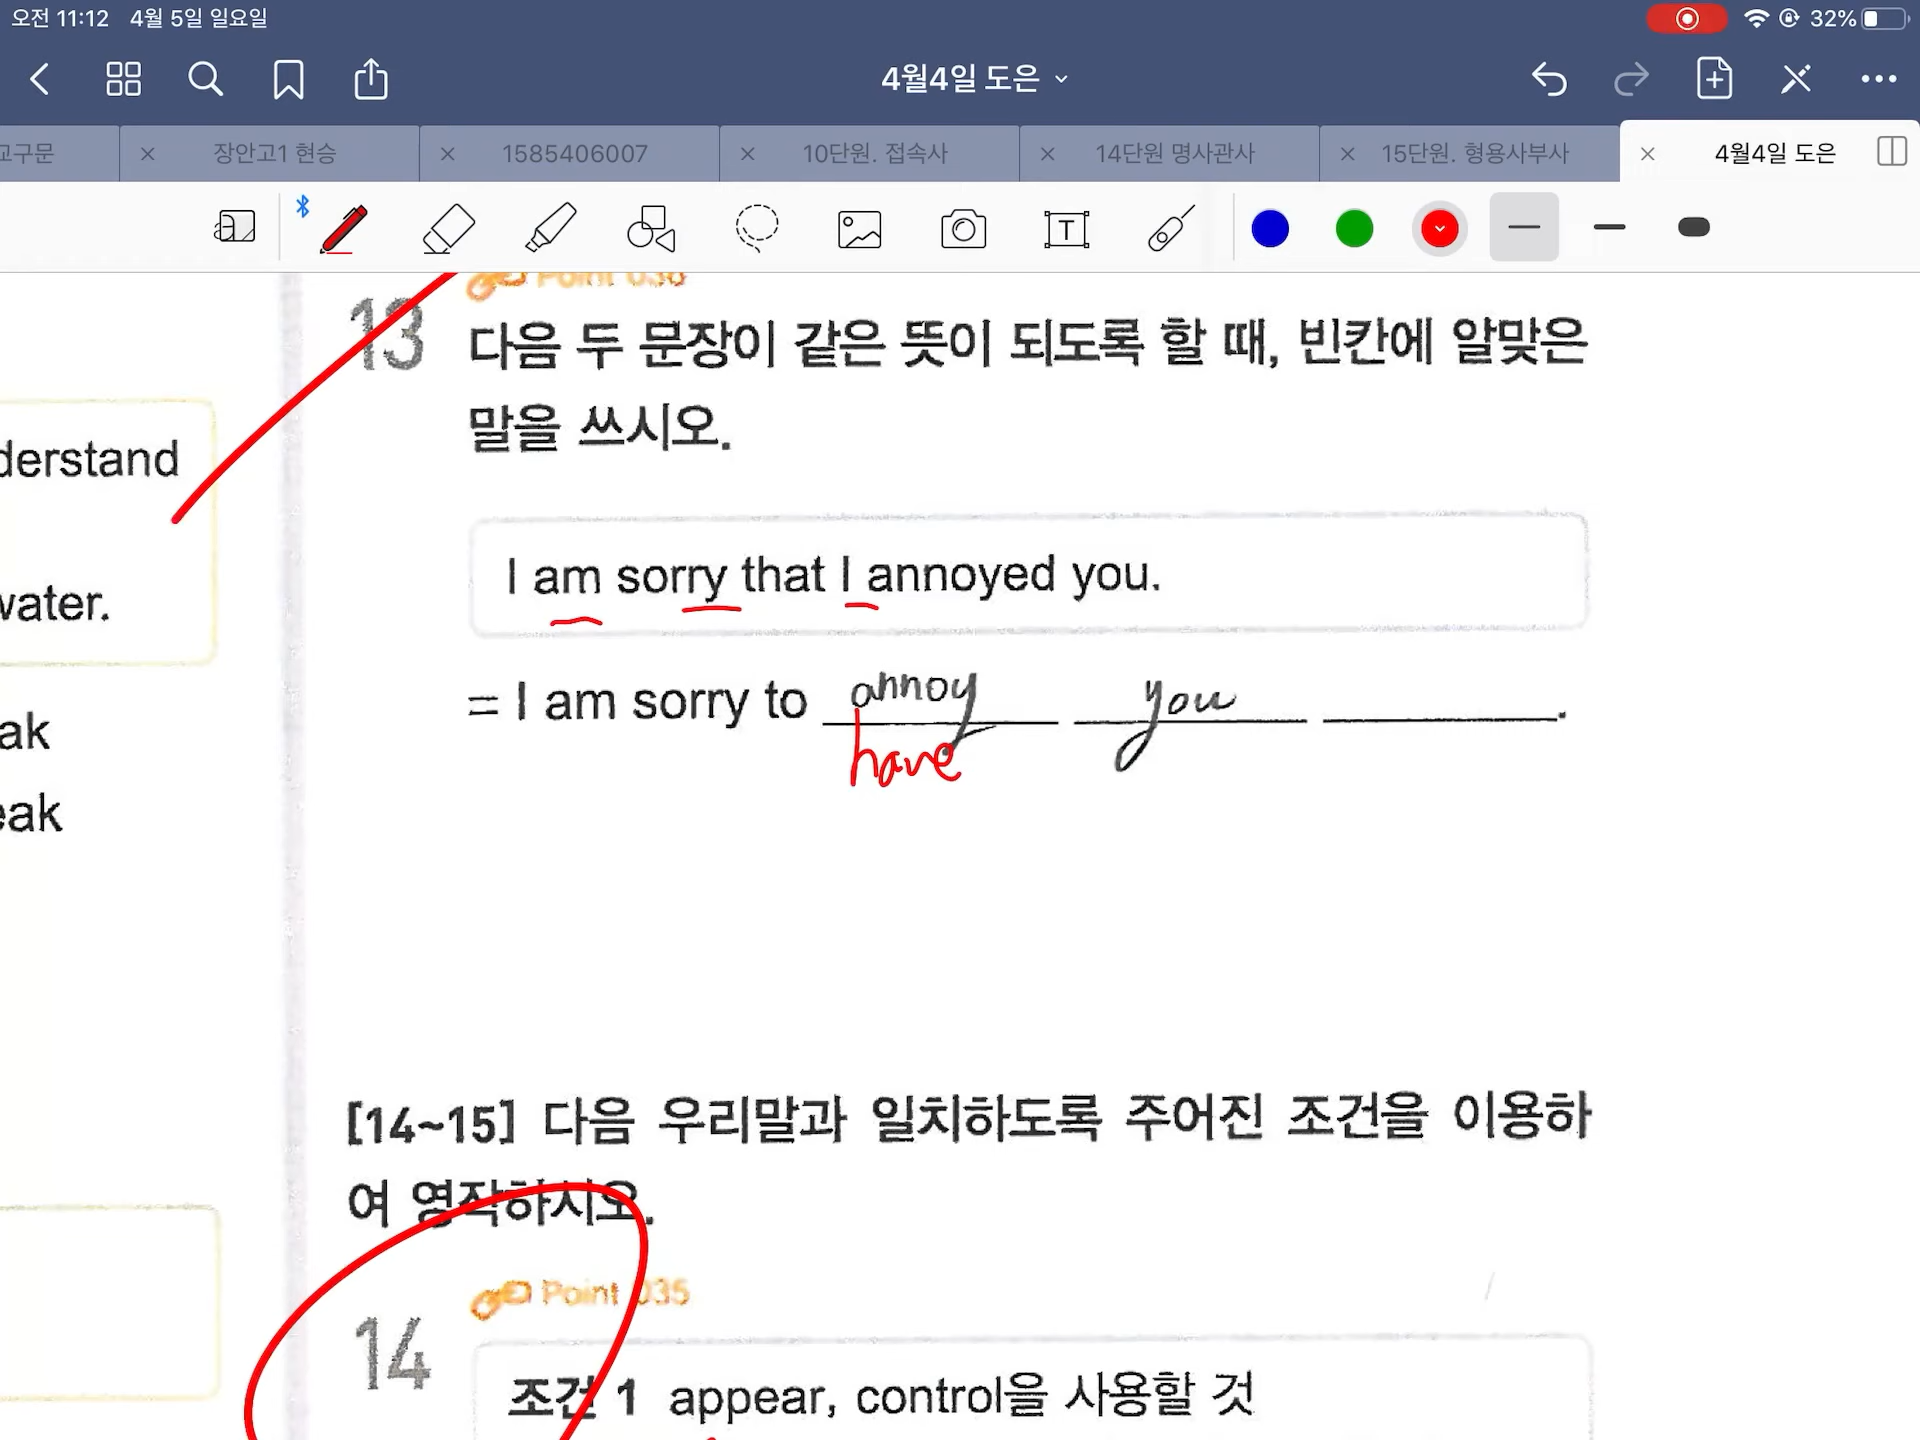 오전 11:12 4월 5일 일요일
32%
4월4일 도은
교구문
장안고1 현승
1585406007
10단원. 접속사
14단원 명사관사
15단원. 형용사부사
4월4일 도은
T
Point 036
13 다음 두 문장이 같은 뜻이 되도록 할 때, 빈칸에 알맞은
말을 쓰시오.
derstand
I am sorry that I annoyed you.
water.
= I am sorry to annoy you
have
ak
eak
[14~15] 다음 우리말과 일치하도록 주어진 조건을 이용하
여 영작하시오.
Point 035
14
조건 1 appear, control을 사용할 것